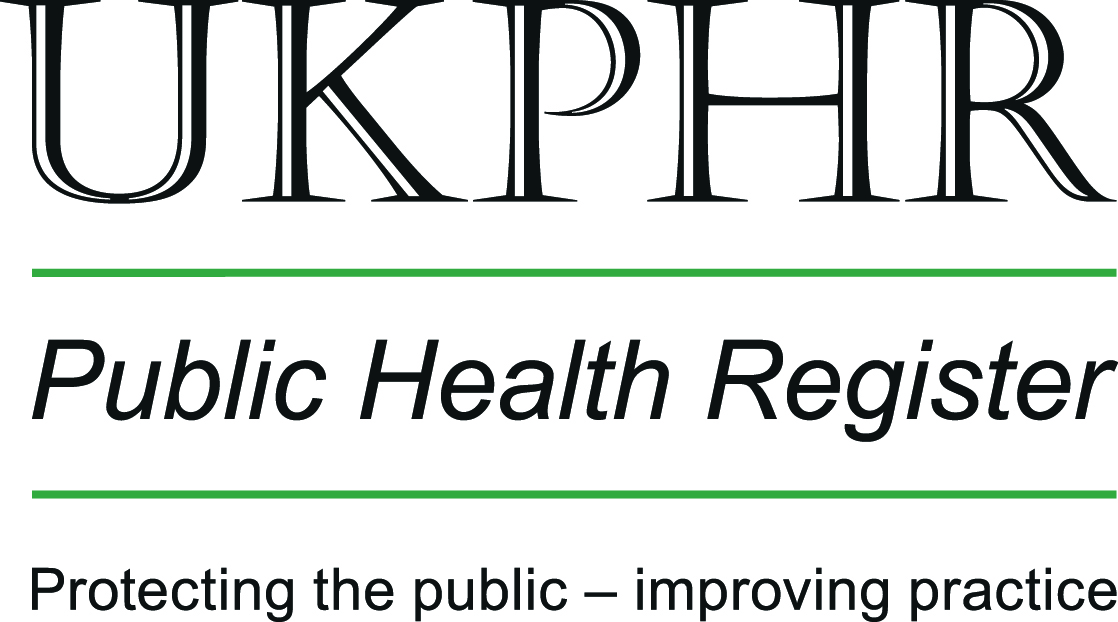 UKPHR
Public Health Register
Protecting the public – improving practice